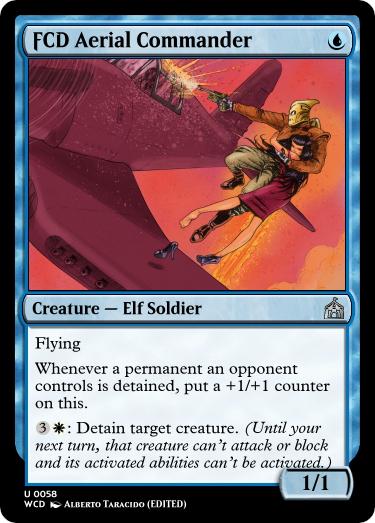 FCD Aerial Commander
Creature — Elf Soldier
Flying
Whenever a permanent an opponent
controls is detained, put a +1/+1 counter
on this.
3: Detain target creature. (Until your
next turn, that creature can't attack or block
and its activated abilities can't be activated.)
1/1
U 0058
WCD Alberto Taracido (EDITED)